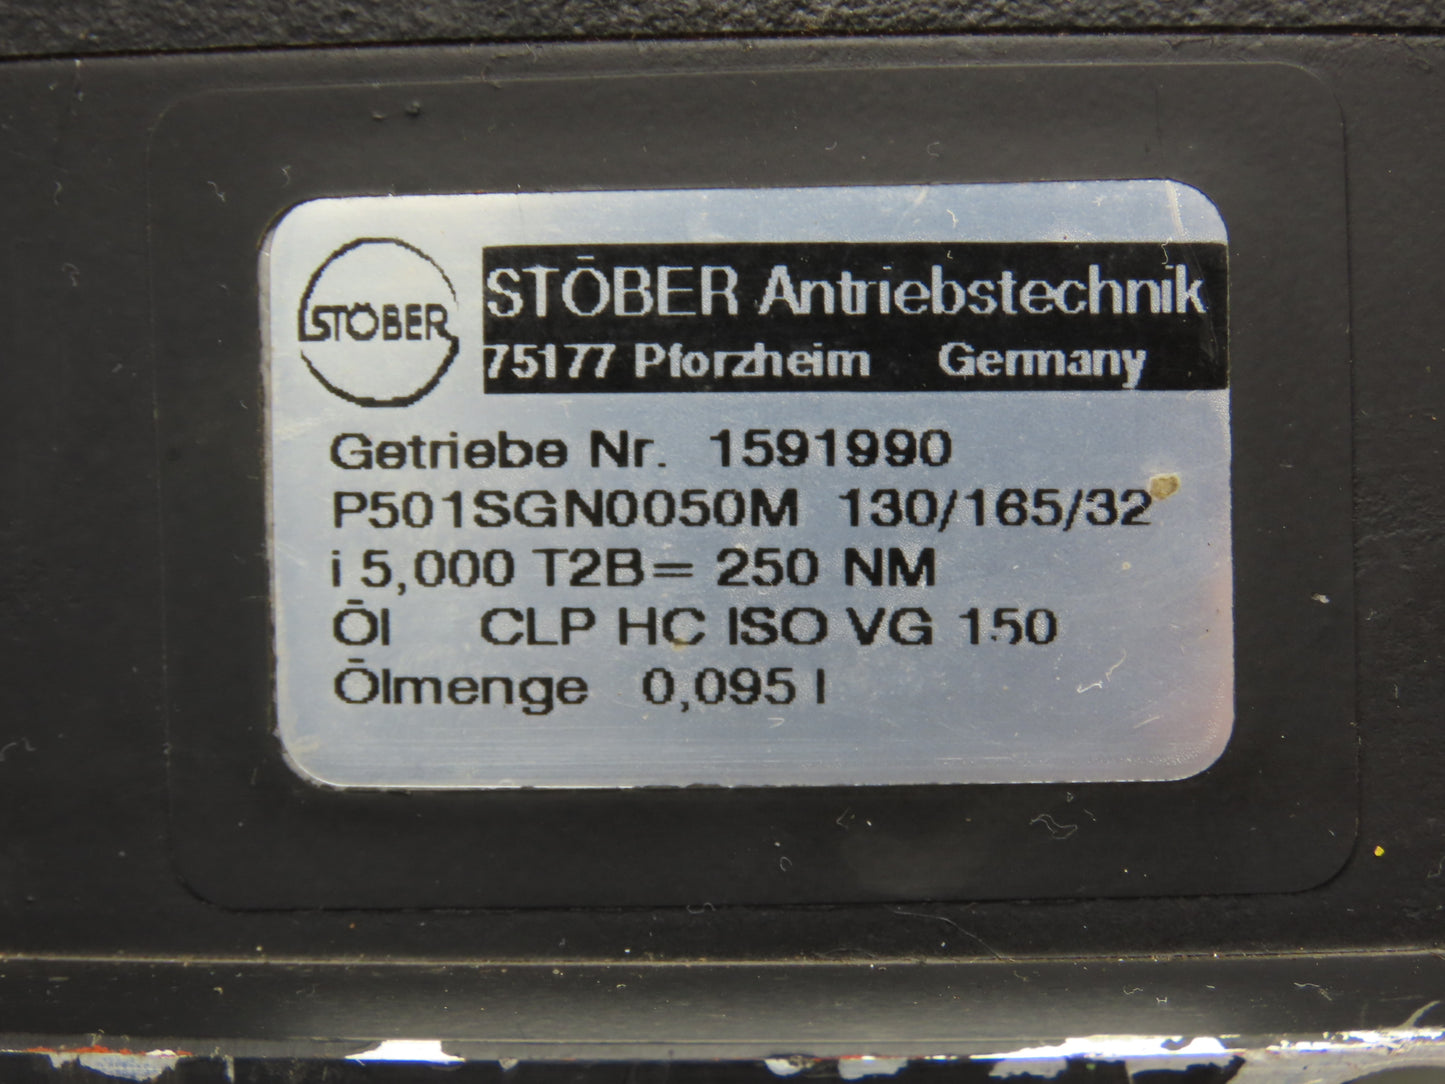 STÖBER
STÖBER Antriebstechnik
75177 Pforzheim Germany
Getriebe Nr. 1591990
P501SGN0050M 130/165/32
i 5,000 T2B= 250 NM
Öl CLP HC ISO VG 150
Ölmenge 0,095 l